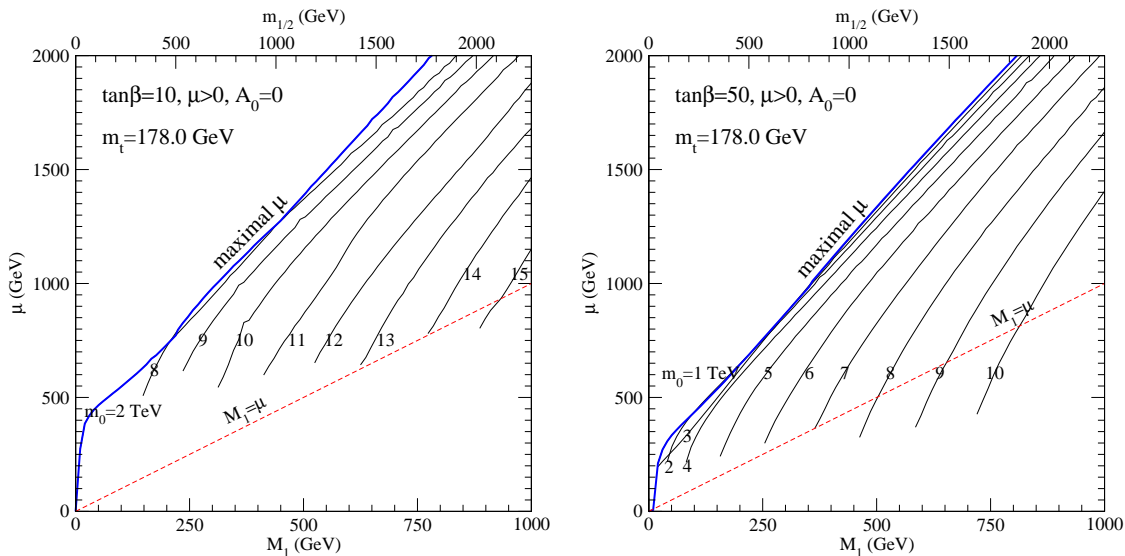 m1/2 (GeV)
0 500 1000 1500 2000
2000
1500
1000
500
0
μ (GeV)
tanβ=10, μ>0, A0=0
mt=178.0 GeV
maximal μ
14
15
8
9
10
11
12
13
m0=2 TeV
M1=μ
0 250 500 750 1000
M1 (GeV)
m1/2 (GeV)
0 500 1000 1500 2000
2000
1500
1000
500
0
μ (GeV)
tanβ=50, μ>0, A0=0
mt=178.0 GeV
maximal μ
M1=μ
m0=1 TeV
5
6
7
8
9
10
3
2
4
0 250 500 750 1000
M1 (GeV)